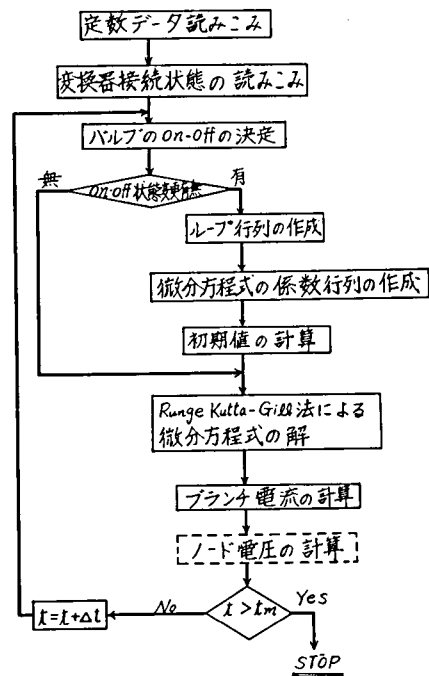 定数データ読みこみ
変換器接続状態の読みこみ
バルブのon-offの決定
無
on-off状態変更有無
有
ループ行列の作成
微分方程式の係数行列の作成
初期値の計算
Runge Kutta-Gill法による
微分方程式の解
ブランチ電流の計算
ノード電圧の計算
t=t+Δt
No
t>tm
Yes
STOP